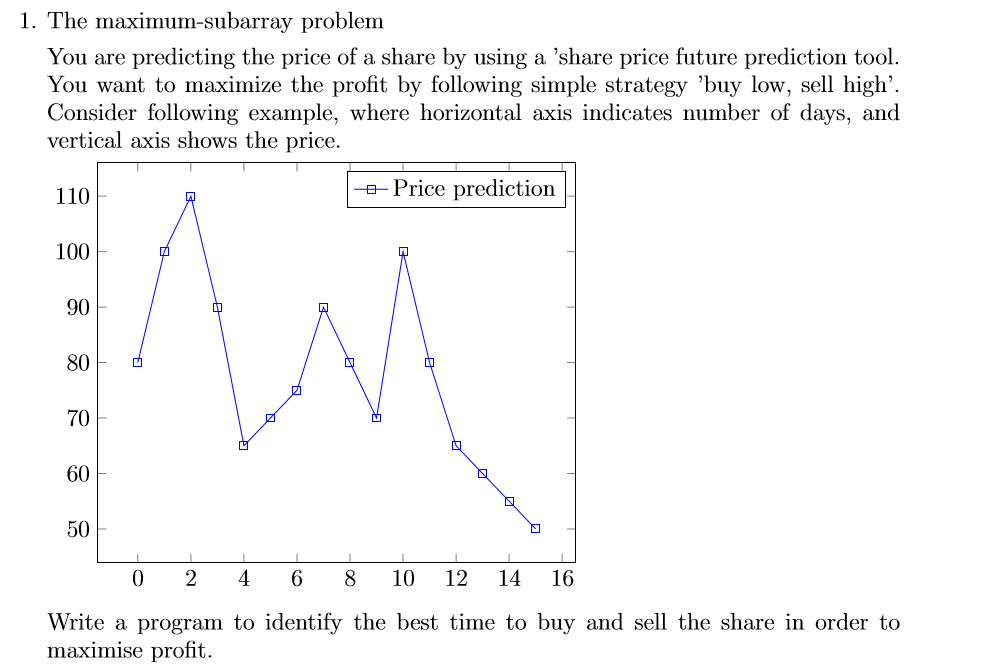 1. The maximum-subarray problem
You are predicting the price of a share by using a 'share price future prediction tool.
You want to maximize the profit by following simple strategy 'buy low, sell high'.
Consider following example, where horizontal axis indicates number of days, and
vertical axis shows the price.
Price prediction
110
100
90
80
70
60
50
0 2 4 6 8 10 12 14 16
Write a program to identify the best time to buy and sell the share in order to
maximise profit.